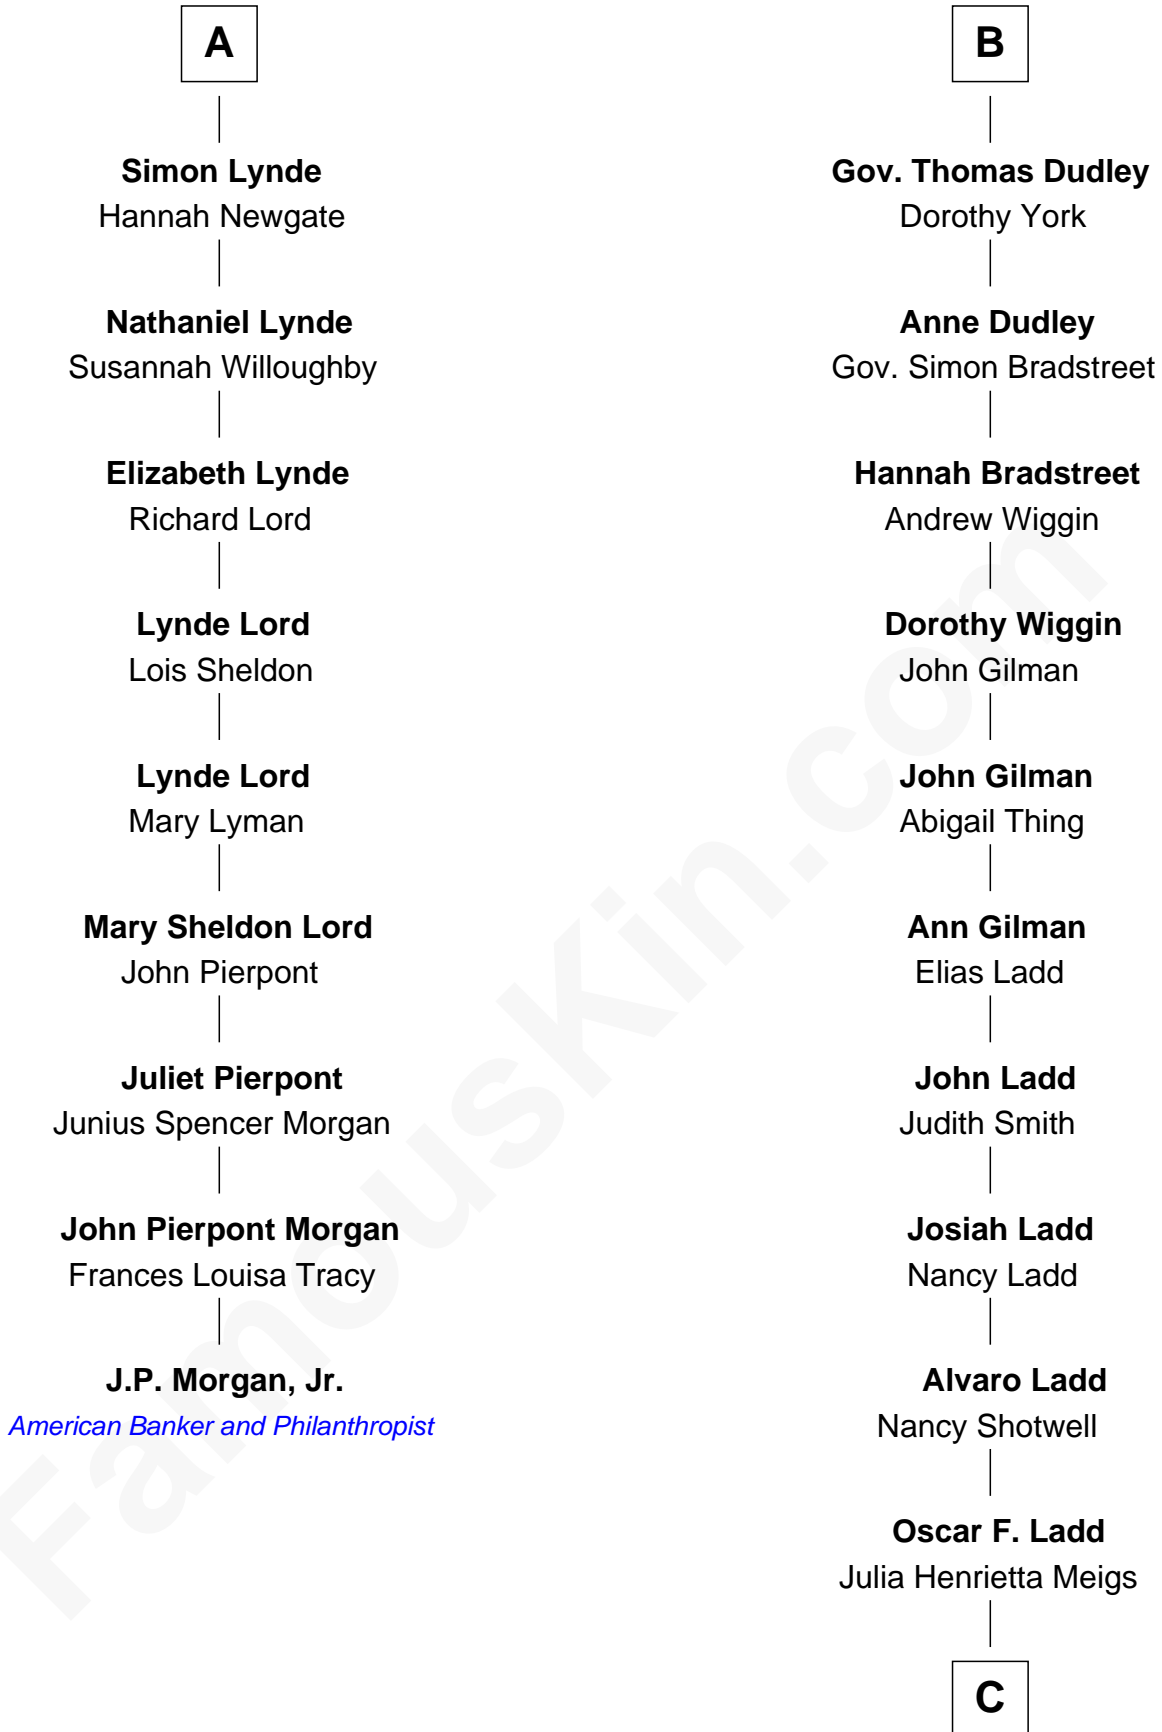 A
Simon Lynde
Hannah Newgate
Nathaniel Lynde
Susannah Willoughby
Elizabeth Lynde
Richard Lord
Lynde Lord
Lois Sheldon
Lynde Lord
Mary Lyman
Mary Sheldon Lord
John Pierpont
Juliet Pierpont
Junius Spencer Morgan
John Pierpont Morgan
Frances Louisa Tracy
J.P. Morgan, Jr.
American Banker and Philanthropist
B
Gov. Thomas Dudley
Dorothy York
Anne Dudley
Gov. Simon Bradstreet
Hannah Bradstreet
Andrew Wiggin
Dorothy Wiggin
John Gilman
John Gilman
Abigail Thing
Ann Gilman
Elias Ladd
John Ladd
Judith Smith
Josiah Ladd
Nancy Ladd
Alvaro Ladd
Nancy Shotwell
Oscar F. Ladd
Julia Henrietta Meigs
C
FamousKin.com